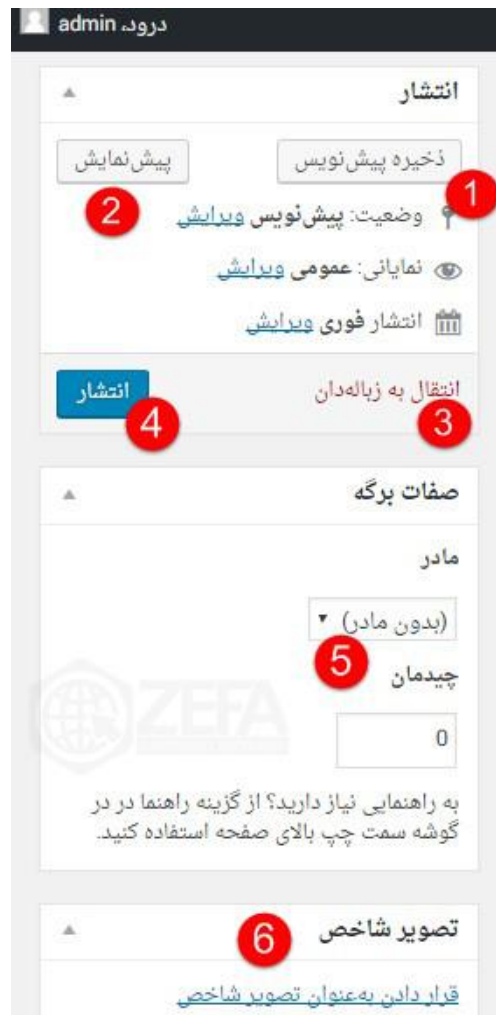 درود، admin
انتشار
ذخیره پیش‌نویس
پیش‌نمایش
1
2
وضعیت: پیش‌نویس ویرایش
نمایانی: عمومی ویرایش
انتشار فوری ویرایش
انتقال به زباله‌دان
انتشار
3
4
صفات برگه
مادر
(بدون مادر)
5
چیدمان
ZEFA
0
به راهنمایی نیاز دارید؟ از گزینه راهنما در در
گوشه سمت چپ بالای صفحه استفاده کنید.
تصویر شاخص
6
قرار دادن به‌عنوان تصویر شاخص